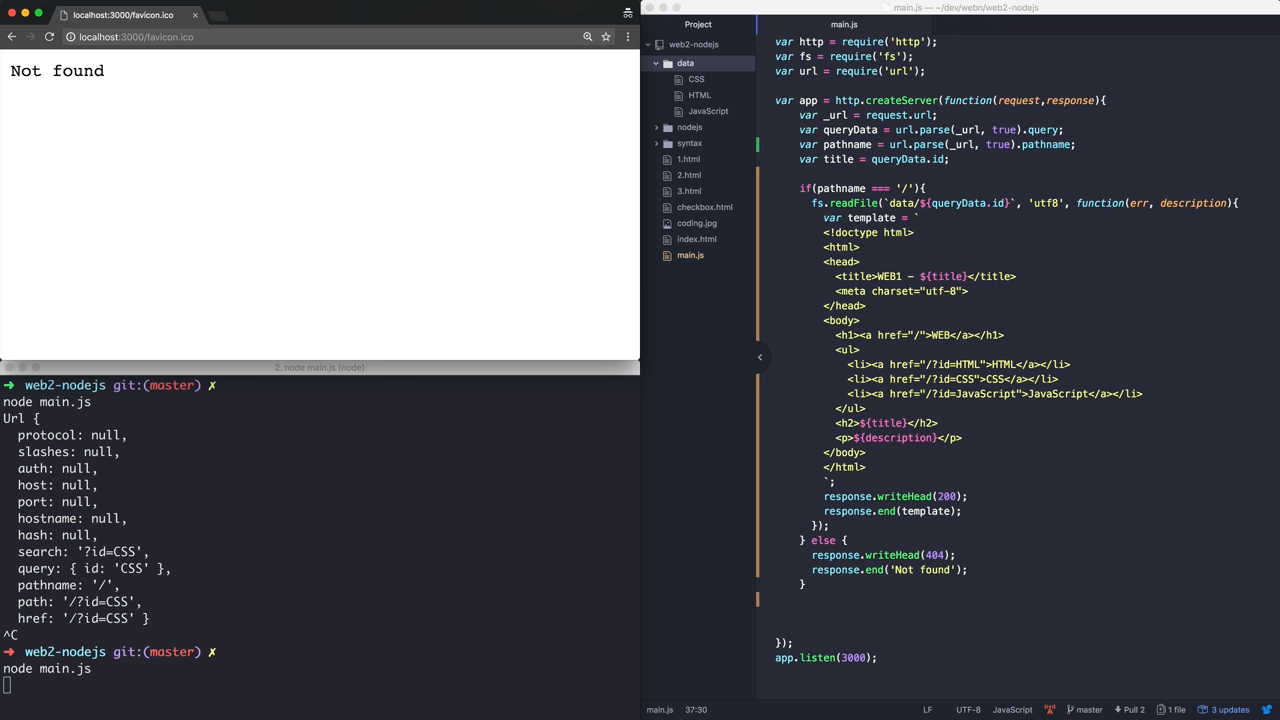 localhost:3000/favicon.ico
localhost:3000/favicon.ico
Not found
2. node main.js (node)
➜ web2-nodejs git:(master) ✗
node main.js
Url {
  protocol: null,
  slashes: null,
  auth: null,
  host: null,
  port: null,
  hostname: null,
  hash: null,
  search: '?id=CSS',
  query: { id: 'CSS' },
  pathname: '/',
  path: '/?id=CSS',
  href: '/?id=CSS' }
^C
➜ web2-nodejs git:(master) ✗
node main.js
main.js — ~/dev/webn/web2-nodejs
Project
web2-nodejs
data
CSS
HTML
JavaScript
nodejs
syntax
1.html
2.html
3.html
checkbox.html
coding.jpg
index.html
main.js
main.js
var http = require('http');
var fs = require('fs');
var url = require('url');
var app = http.createServer(function(request,response){
    var _url = request.url;
    var queryData = url.parse(_url, true).query;
    var pathname = url.parse(_url, true).pathname;
    var title = queryData.id;
    if(pathname === '/'){
      fs.readFile(`data/${queryData.id}`, 'utf8', function(err, description){
        var template = `
        <!doctype html>
        <html>
        <head>
          <title>WEB1 - ${title}</title>
          <meta charset="utf-8">
        </head>
        <body>
          <h1><a href="/">WEB</a></h1>
          <ul>
            <li><a href="/?id=HTML">HTML</a></li>
            <li><a href="/?id=CSS">CSS</a></li>
            <li><a href="/?id=JavaScript">JavaScript</a></li>
          </ul>
          <h2>${title}</h2>
          <p>${description}</p>
        </body>
        </html>
        `;
        response.writeHead(200);
        response.end(template);
      });
    } else {
      response.writeHead(404);
      response.end('Not found');
    }
});
app.listen(3000);
main.js 37:30 LF UTF-8 JavaScript master Pull 2 1 file 3 updates